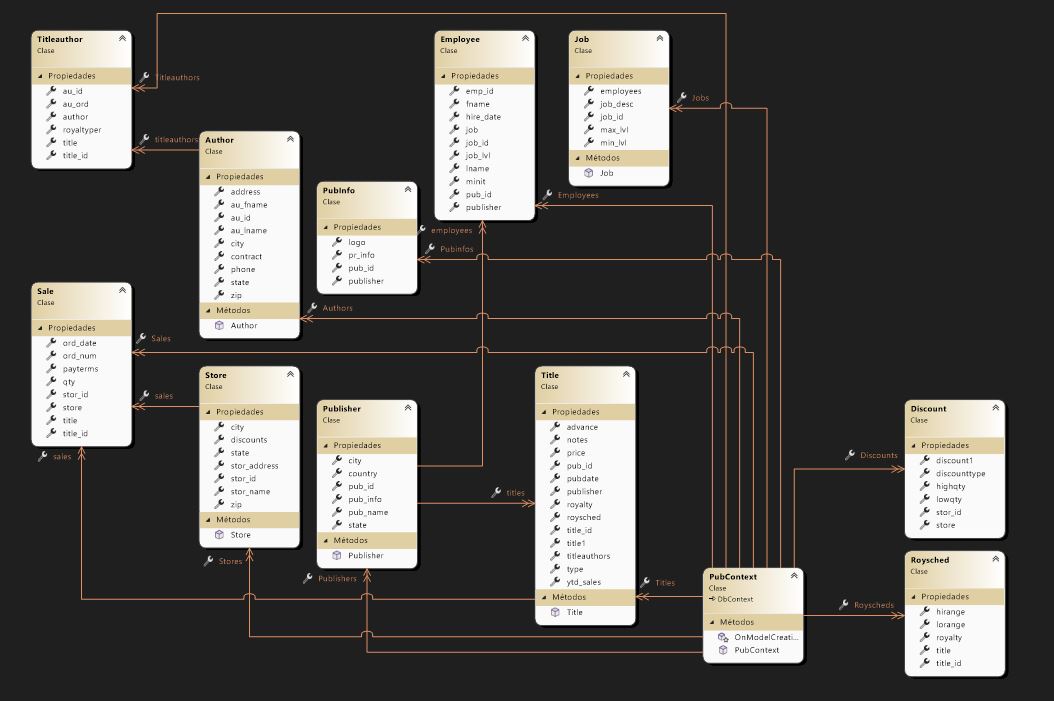 Titleauthor
Clase
Propiedades
au_id
au_ord
author
royaltyper
title
title_id
Titleauthors
titleauthors
Author
Clase
Propiedades
address
au_fname
au_id
au_lname
city
contract
phone
state
zip
Métodos
Author
Authors
PubInfo
Clase
Propiedades
logo
pr_info
pub_id
publisher
Pubinfos
Employee
Clase
Propiedades
emp_id
fname
hire_date
job
job_id
job_lvl
lname
minit
pub_id
publisher
Employees
employees
Job
Clase
Propiedades
employees
job_desc
job_id
max_lvl
min_lvl
Métodos
Job
Jobs
Sale
Clase
Propiedades
ord_date
ord_num
payterms
qty
stor_id
store
title
title_id
Sales
sales
sales
Store
Clase
Propiedades
city
discounts
state
stor_address
stor_id
stor_name
zip
Métodos
Store
Stores
Publisher
Clase
Propiedades
city
country
pub_id
pub_info
pub_name
state
Métodos
Publisher
Publishers
titles
Title
Clase
Propiedades
advance
notes
price
pub_id
pubdate
publisher
royalty
roysched
title_id
title1
titleauthors
type
ytd_sales
Métodos
Title
Titles
PubContext
Clase
DbContext
Métodos
OnModelCreati...
PubContext
Discounts
Discount
Clase
Propiedades
discount1
discounttype
highqty
lowqty
stor_id
store
Royscheds
Roysched
Clase
Propiedades
hirange
lorange
royalty
title
title_id